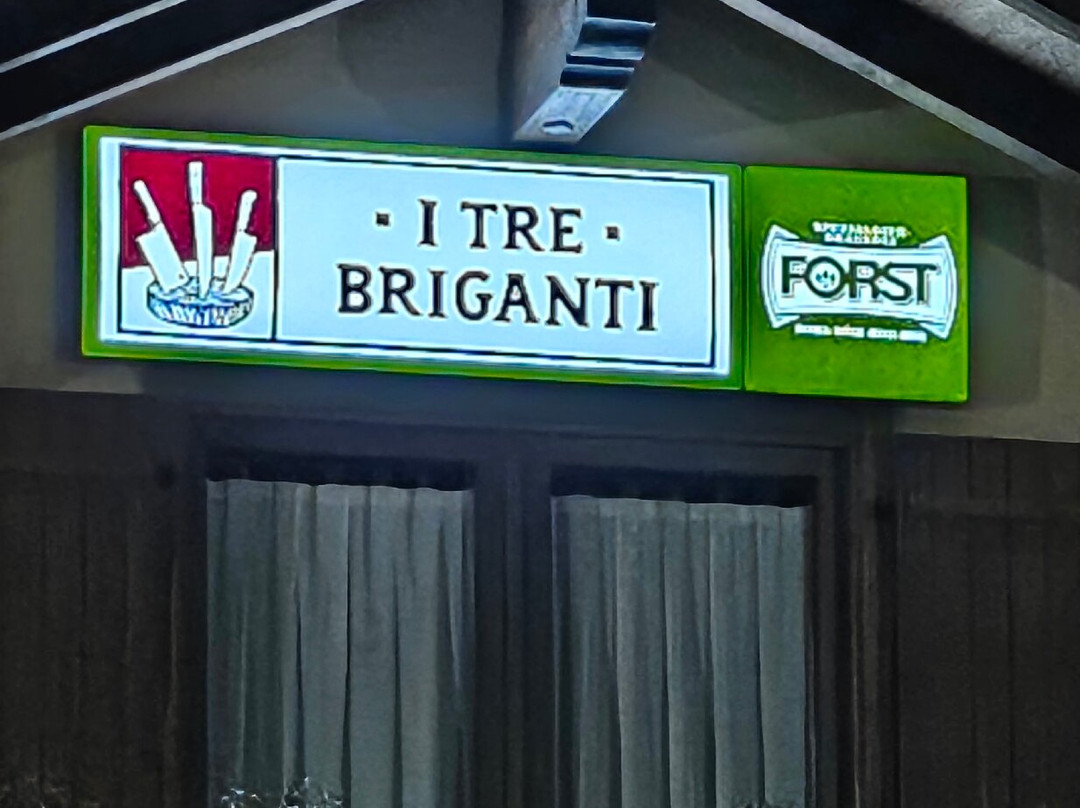 · I TRE ·
BRIGANTI
FORST